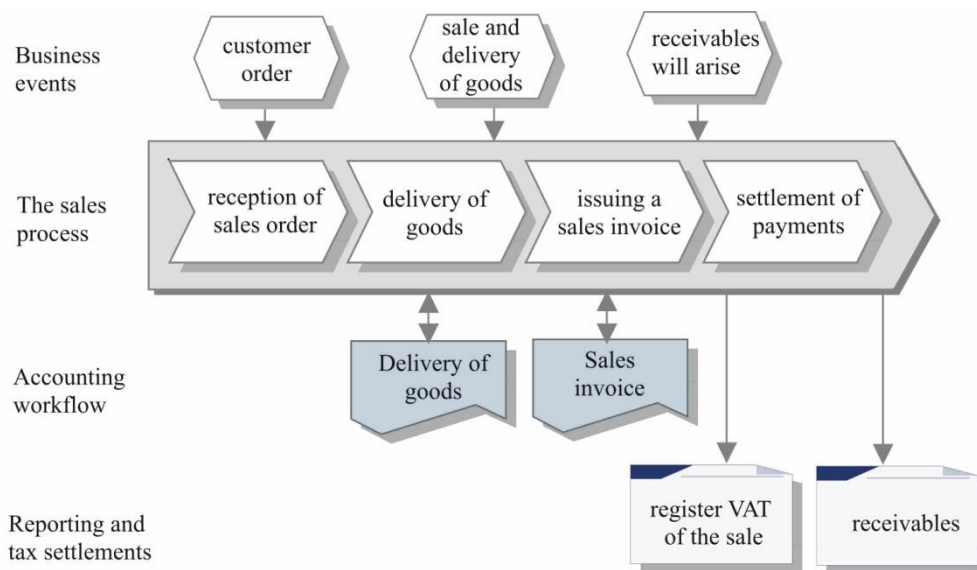 Business
events
customer
order
sale and
delivery
of goods
receivables
will arise
The sales
process
reception of
sales order
delivery of
goods
issuing a
sales invoice
settlement of
payments
Accounting
workflow
Delivery of
goods
Sales
invoice
Reporting and
tax settlements
register VAT
of the sale
receivables